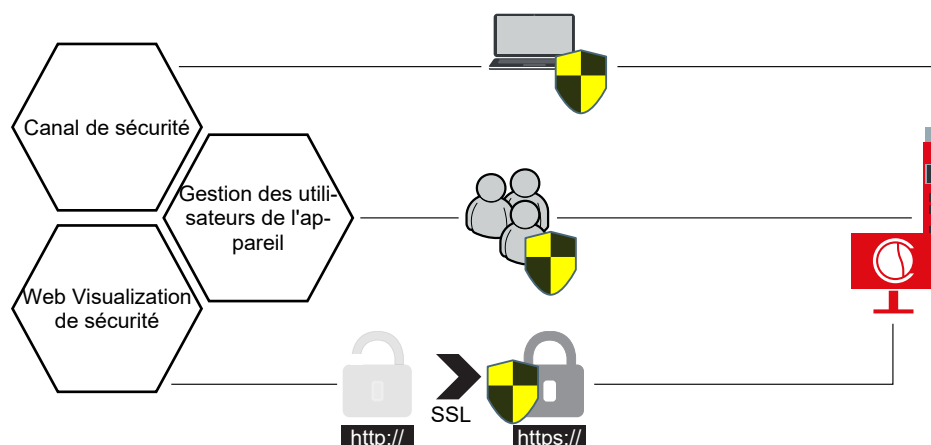 Canal de sécurité
Gestion des utili-
sateurs de l'ap-
pareil
Web Visualization
de sécurité
SSL
http://
https://